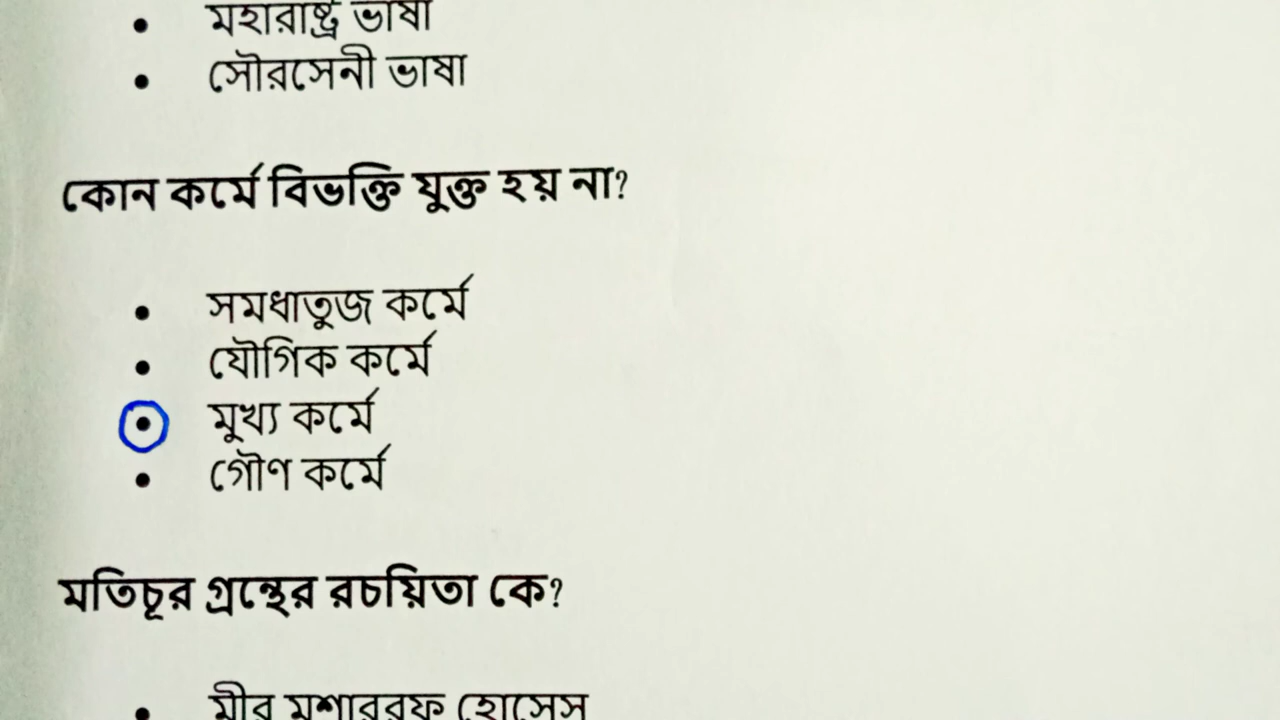 মহারাষ্ট্র ভাষা
সৌরসেনী ভাষা
কোন কর্মে বিভক্তি যুক্ত হয় না?
সমধাতুজ কর্মে
যৌগিক কর্মে
মুখ্য কর্মে
গৌণ কর্মে
মতিচূর গ্রন্থের রচয়িতা কে?
মীর মশাররফ হোসেস